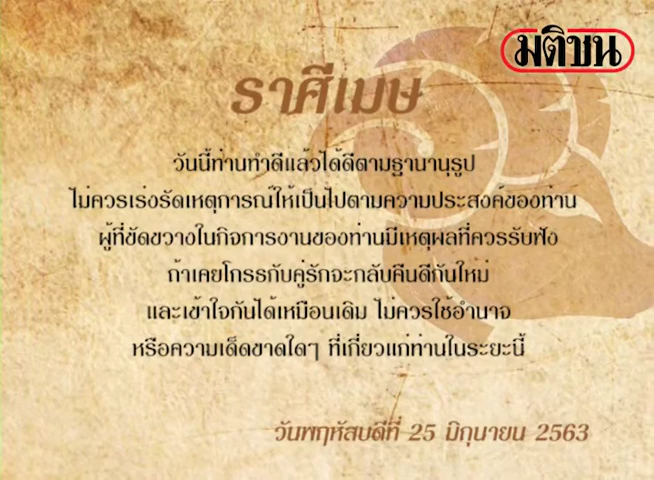 มติชน
ราศีเมษ
วันนี้ท่านทำดีแล้วได้ดีตามฐานานุรูป
ไม่ควรเร่งรัดเหตุการณ์ให้เป็นไปตามความประสงค์ของท่าน
ผู้ที่ขัดขวางในกิจการงานของท่านมีเหตุผลที่ควรรับฟัง
ถ้าเคยโกรธกับคู่รักจะกลับคืนดีกันใหม่
และเข้าใจกันได้เหมือนเดิม ไม่ควรใช้อำนาจ
หรือความเด็ดขาดใดๆ ที่เกี่ยวแก่ท่านในระยะนี้
วันพฤหัสบดีที่ 25 มิถุนายน 2563